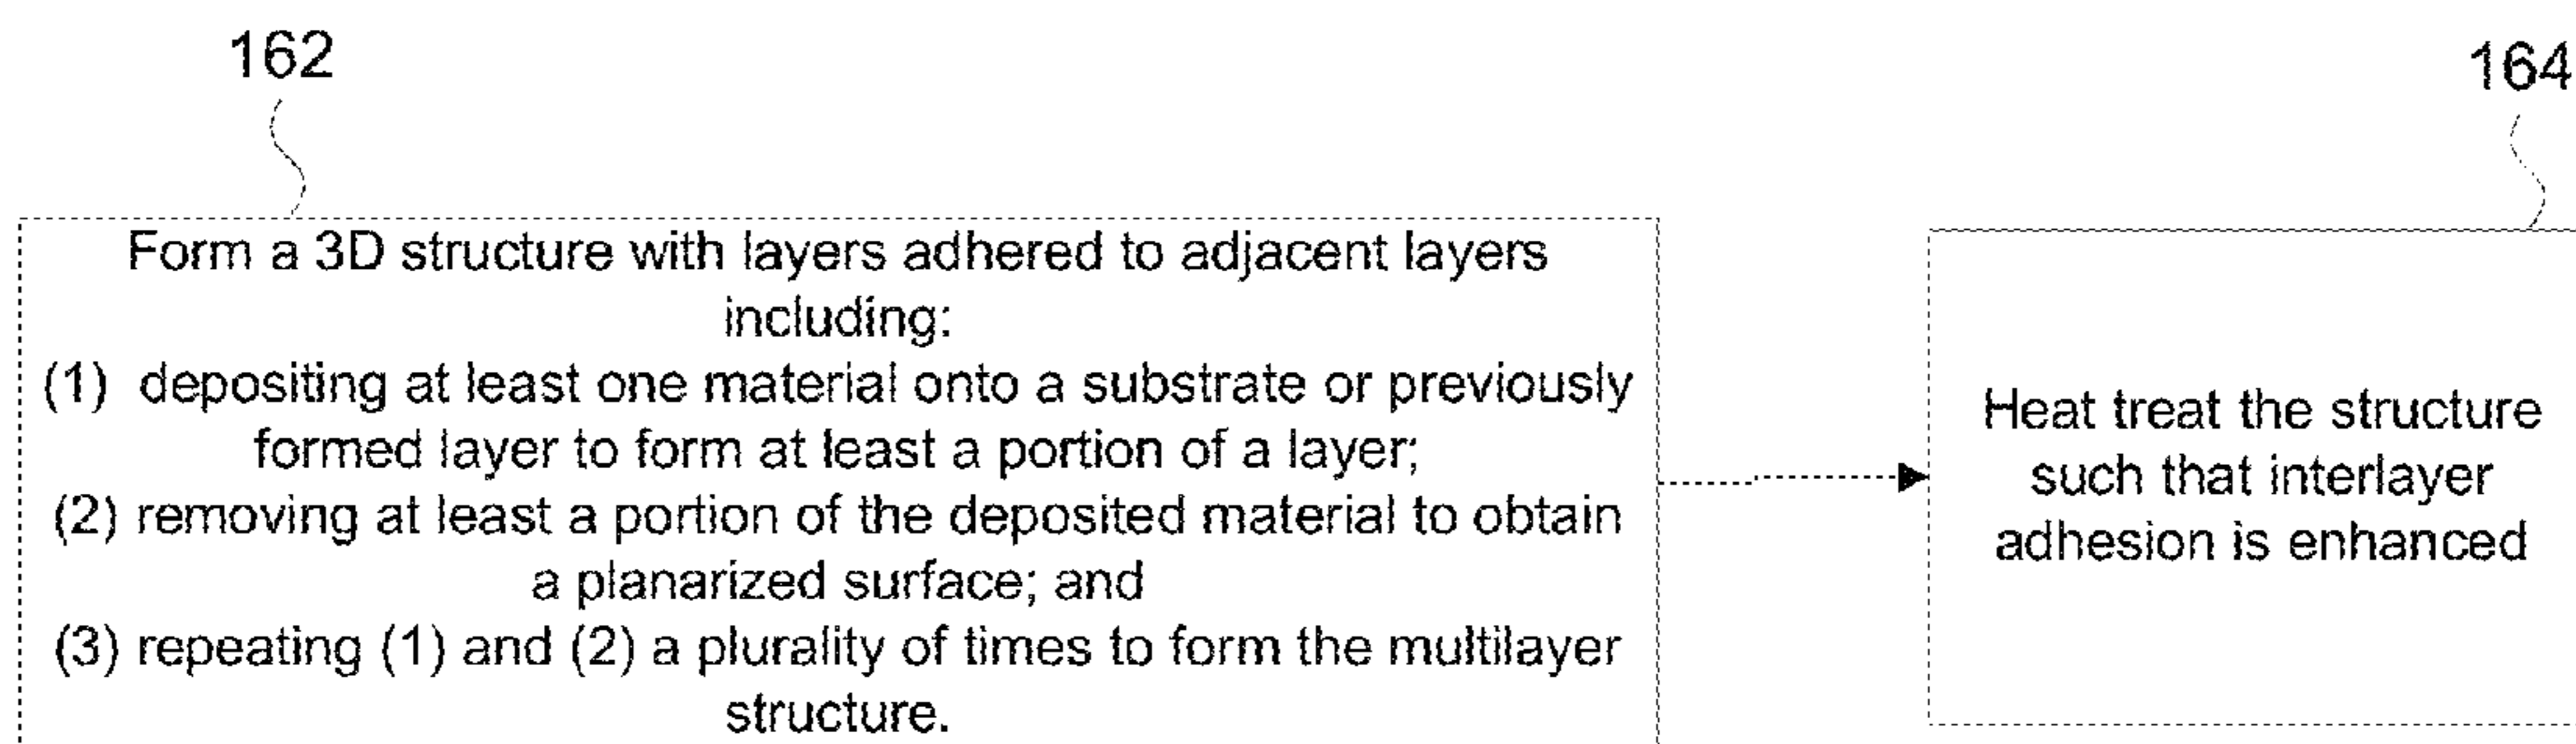 162
164
Form a 3D structure with layers adhered to adjacent layers
including:
(1) depositing at least one material onto a substrate or previously
formed layer to form at least a portion of a layer;
(2) removing at least a portion of the deposited material to obtain
a planarized surface; and
(3) repeating (1) and (2) a plurality of times to form the multilayer
structure.
Heat treat the structure
such that interlayer
adhesion is enhanced